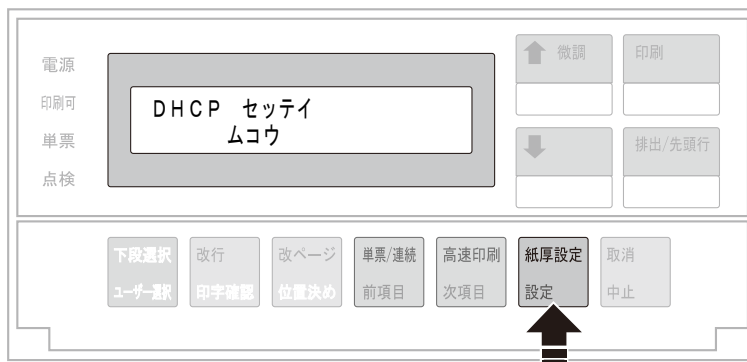 電源
印刷可
単票
点検
DHCP セッテイ
ムコウ
微調
印刷
排出/先頭行
下段選択
ユーザー選択
改行
印字確認
改ページ
位置決め
単票/連続
前項目
高速印刷
次項目
紙厚設定
設定
取消
中止